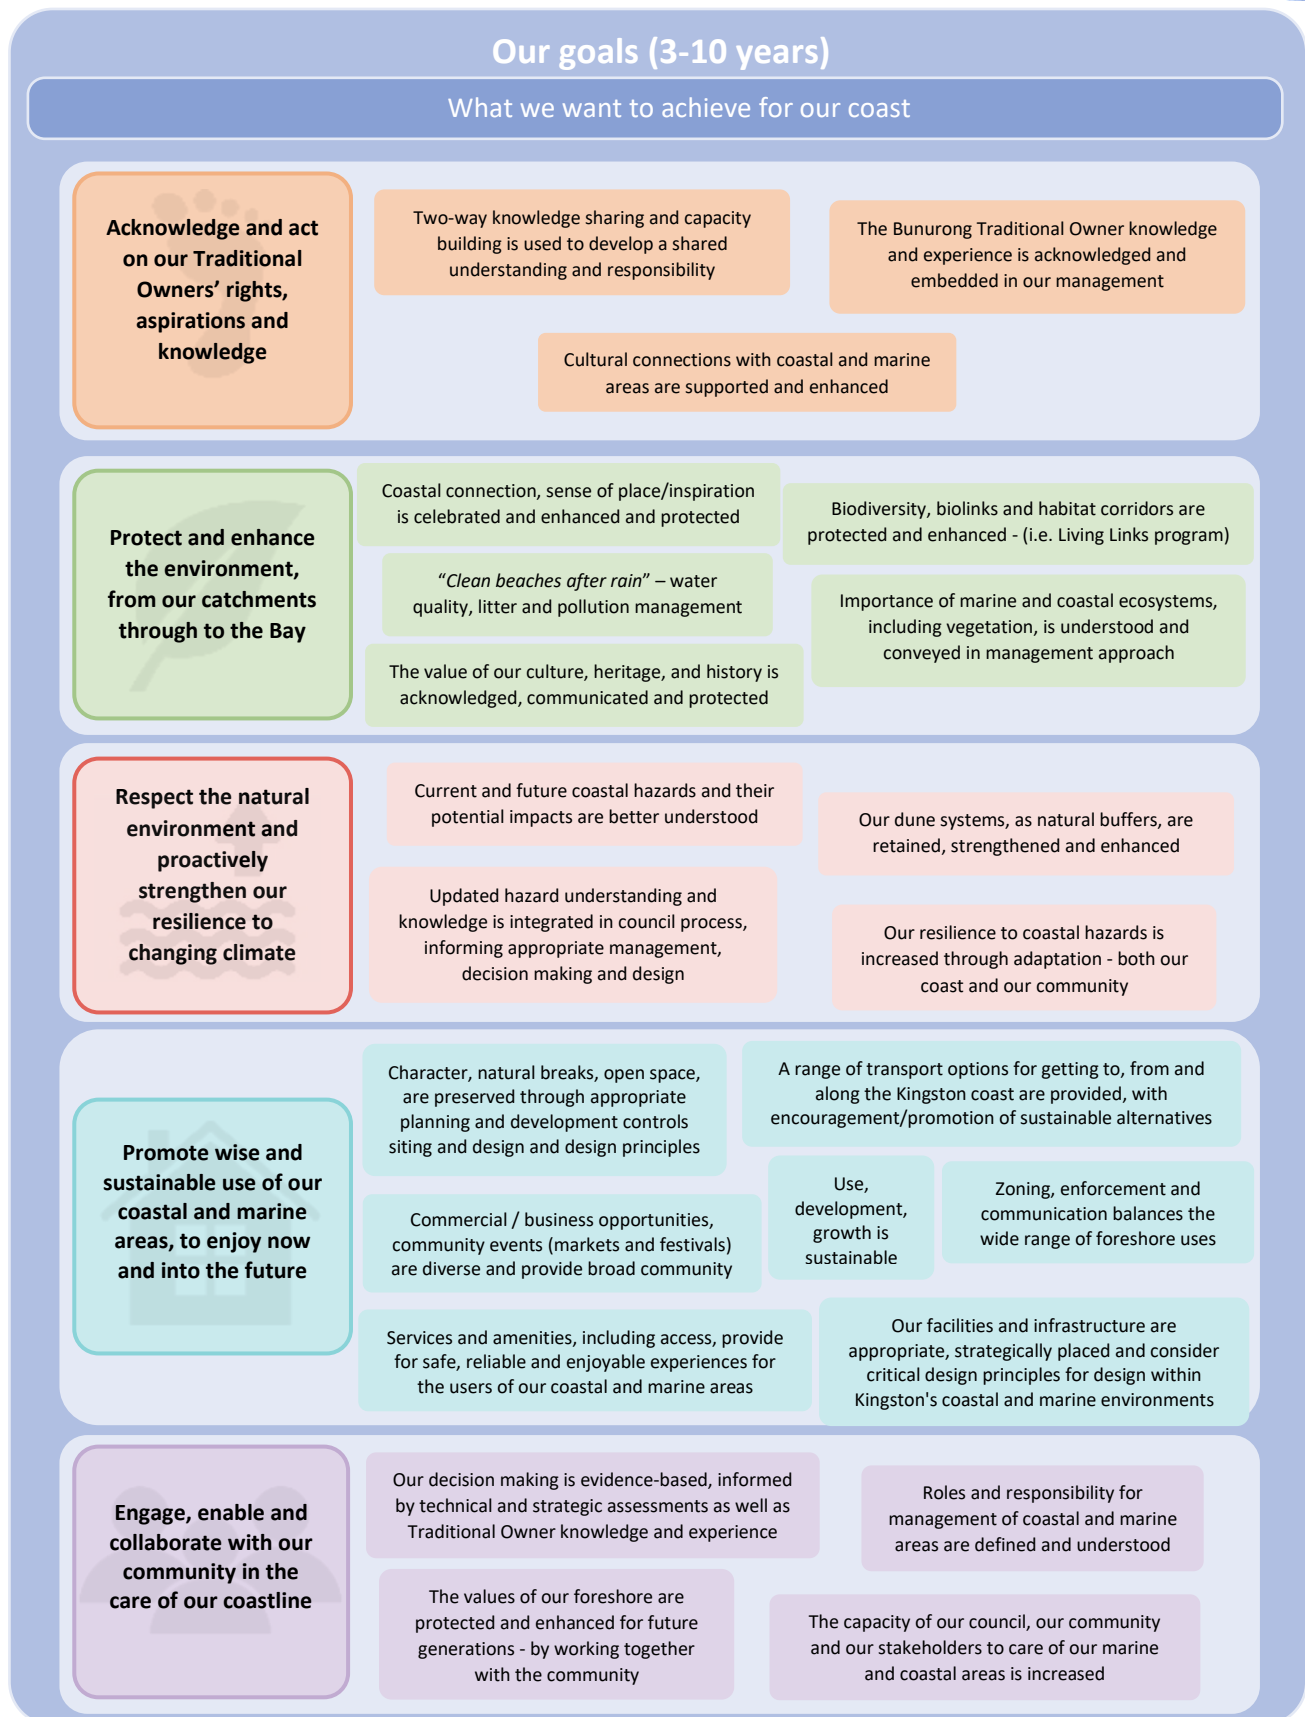 Our goals (3-10 years)
What we want to achieve for our coast
Acknowledge and act
on our Traditional
Owners’ rights,
aspirations and
knowledge
Two-way knowledge sharing and capacity
building is used to develop a shared
understanding and responsibility
The Bunurong Traditional Owner knowledge
and experience is acknowledged and
embedded in our management
Cultural connections with coastal and marine
areas are supported and enhanced
Protect and enhance
the environment,
from our catchments
through to the Bay
Coastal connection, sense of place/inspiration
is celebrated and enhanced and protected
Biodiversity, biolinks and habitat corridors are
protected and enhanced - (i.e. Living Links program)
“Clean beaches after rain” – water
quality, litter and pollution management
Importance of marine and coastal ecosystems,
including vegetation, is understood and
conveyed in management approach
The value of our culture, heritage, and history is
acknowledged, communicated and protected
Respect the natural
environment and
proactively
strengthen our
resilience to
changing climate
Current and future coastal hazards and their
potential impacts are better understood
Our dune systems, as natural buffers, are
retained, strengthened and enhanced
Updated hazard understanding and
knowledge is integrated in council process,
informing appropriate management,
decision making and design
Our resilience to coastal hazards is
increased through adaptation - both our
coast and our community
Promote wise and
sustainable use of our
coastal and marine
areas, to enjoy now
and into the future
Character, natural breaks, open space,
are preserved through appropriate
planning and development controls
siting and design and design principles
A range of transport options for getting to, from and
along the Kingston coast are provided, with
encouragement/promotion of sustainable alternatives
Commercial / business opportunities,
community events (markets and festivals)
are diverse and provide broad community
Use,
development,
growth is
sustainable
Zoning, enforcement and
communication balances the
wide range of foreshore uses
Services and amenities, including access, provide
for safe, reliable and enjoyable experiences for
the users of our coastal and marine areas
Our facilities and infrastructure are
appropriate, strategically placed and consider
critical design principles for design within
Kingston's coastal and marine environments
Engage, enable and
collaborate with our
community in the
care of our coastline
Our decision making is evidence-based, informed
by technical and strategic assessments as well as
Traditional Owner knowledge and experience
Roles and responsibility for
management of coastal and marine
areas are defined and understood
The values of our foreshore are
protected and enhanced for future
generations - by working together
with the community
The capacity of our council, our community
and our stakeholders to care of our marine
and coastal areas is increased